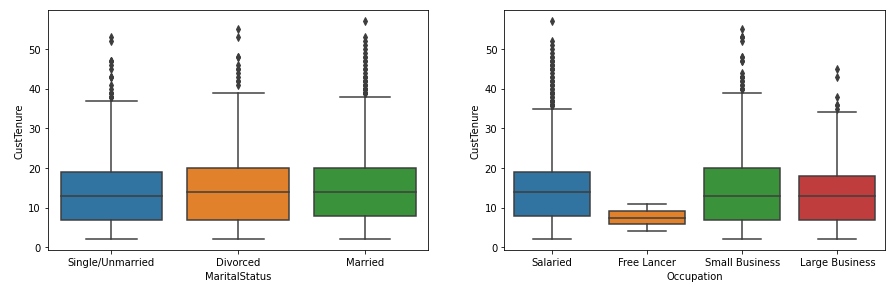 CustTenure
50
40
30
20
10
0
Single/Unmarried Divorced Married
MaritalStatus
CustTenure
50
40
30
20
10
0
Salaried Free Lancer Small Business Large Business
Occupation